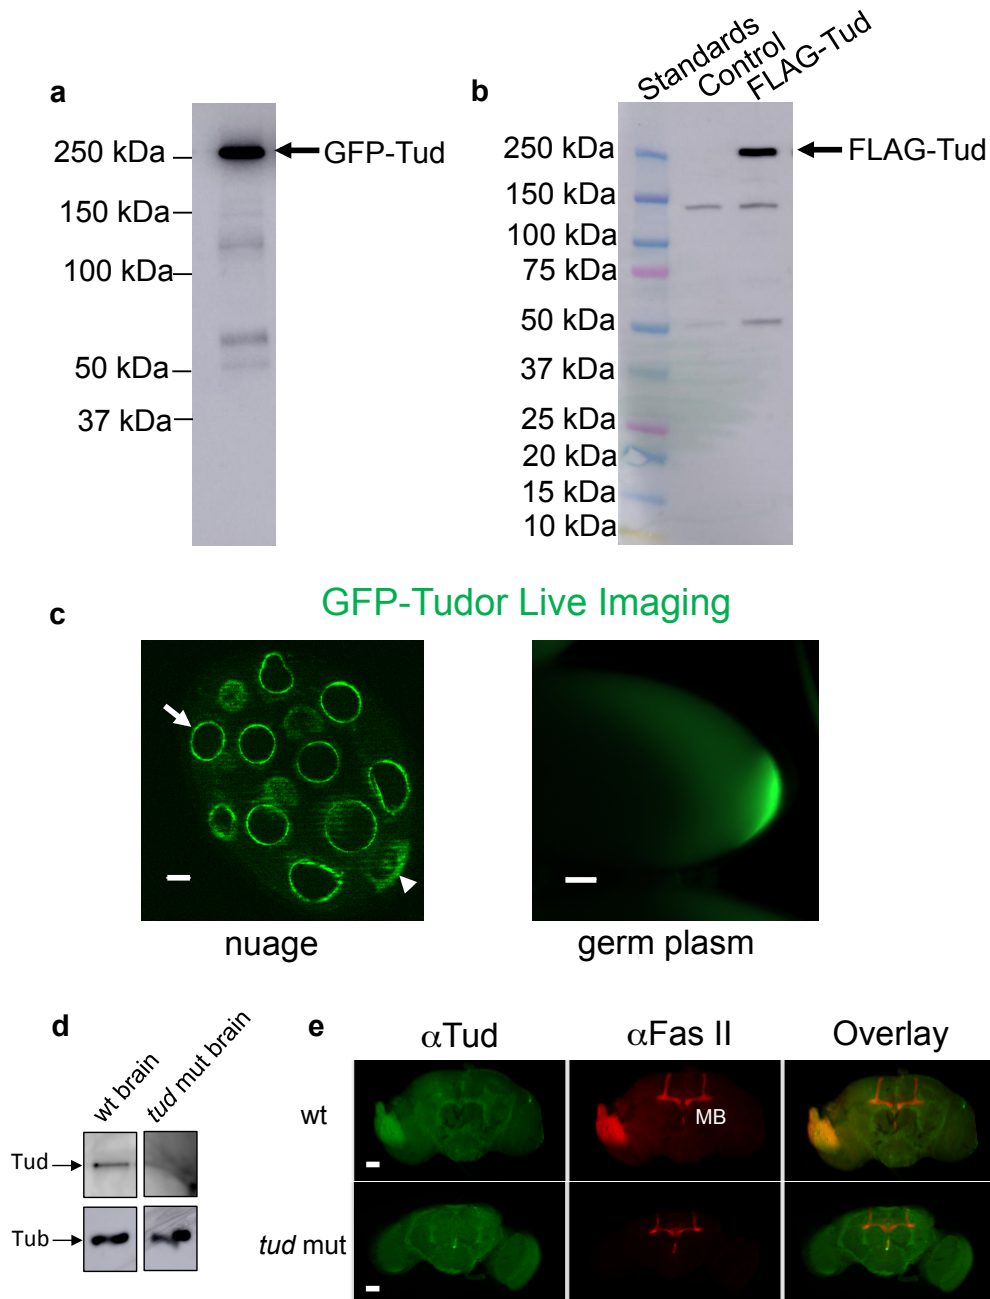 a
250 kDa
GFP-Tud
150 kDa
100 kDa
50 kDa
37 kDa
b
Standards
Control
FLAG-Tud
250 kDa
FLAG-Tud
150 kDa
100 kDa
75 kDa
50 kDa
37 kDa
25 kDa
20 kDa
15 kDa
10 kDa
c
GFP-Tudor Live Imaging
nuage
germ plasm
d
wt brain
tud mut brain
Tud
Tub
e
αTud
αFas II
Overlay
wt
MB
tud mut